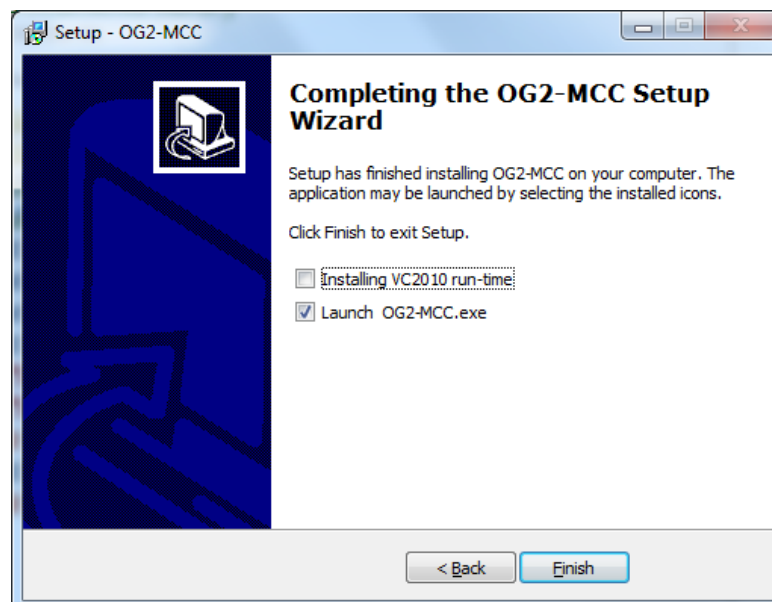 Setup - OG2-MCC
Completing the OG2-MCC Setup
Wizard
Setup has finished installing OG2-MCC on your computer. The
application may be launched by selecting the installed icons.
Click Finish to exit Setup.
Installing VC2010 run-time
Launch OG2-MCC.exe
< Back
Finish